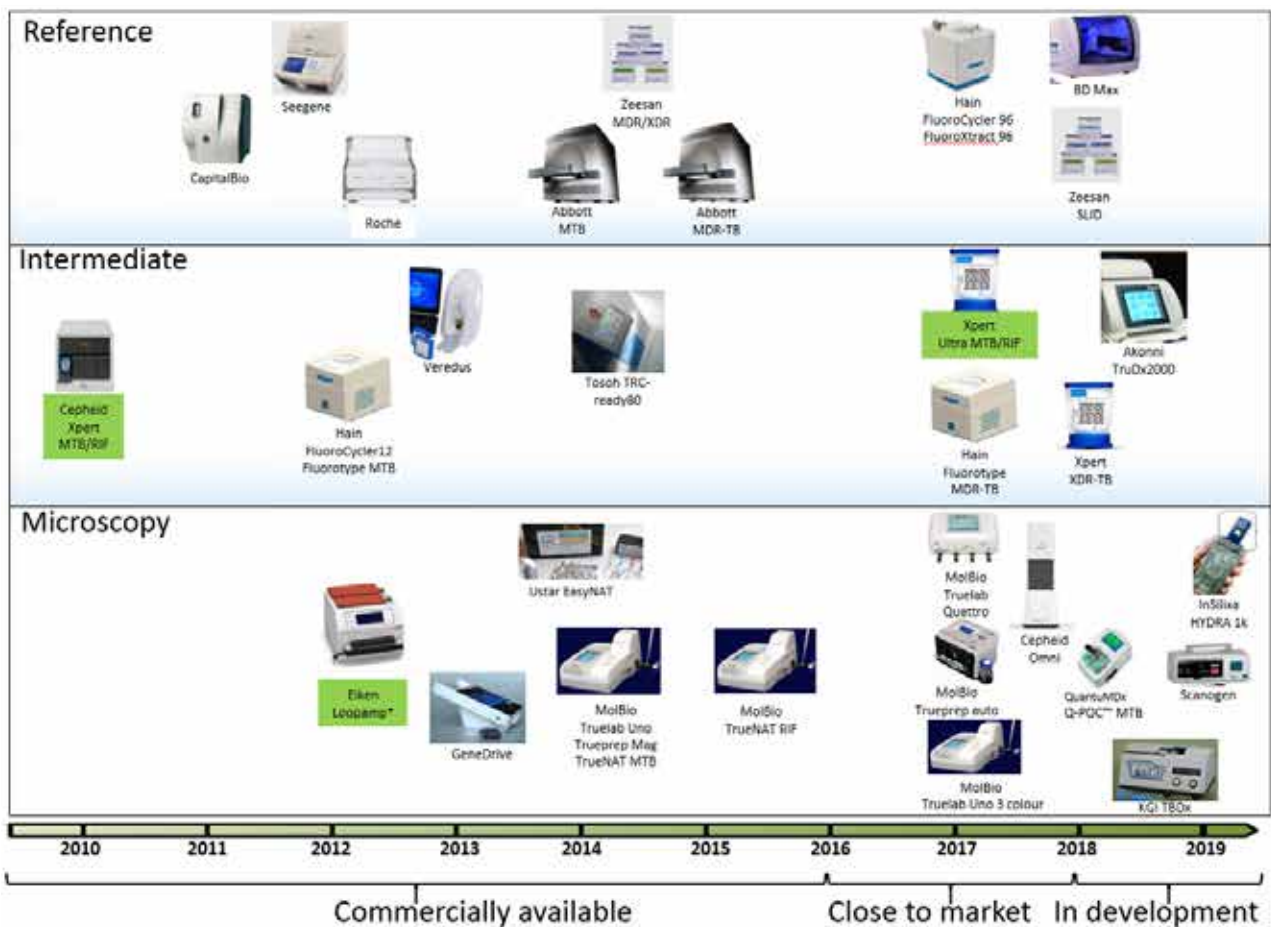 Reference
Seegene
CapitalBio
Roche
Zeesan
MDR/XDR
Abbott
MTB
Abbott
MDR-TB
Hain
FluoroCycler 96
FluoroXtract 96
BD Max
Zeesan
SLID
Intermediate
Cepheid
Xpert
MTB/RIF
Hain
FluoroCycler12
Fluorotype MTB
Veredus
Tosoh TRC-
ready80
Xpert
Ultra MTB/RIF
Hain
Fluorotype
MDR-TB
Akonni
TruDx2000
Xpert
XDR-TB
Microscopy
Eiken
Loopamp*
GeneDrive
Ustar EasyNAT
MolBio
Truelab Uno
Trueprep Mag
TrueNAT MTB
MolBio
TrueNAT RIF
MolBio
Truelab
Quattro
MolBio
Trueprep auto
MolBio
Truelab Uno 3 colour
Cepheid
Omni
QuantuMDx
Q-POC™ MTB
KGI TBDx
InSilixa
HYDRA 1k
Scanogen
2010 2011 2012 2013 2014 2015 2016 2017 2018 2019
Commercially available Close to market In development